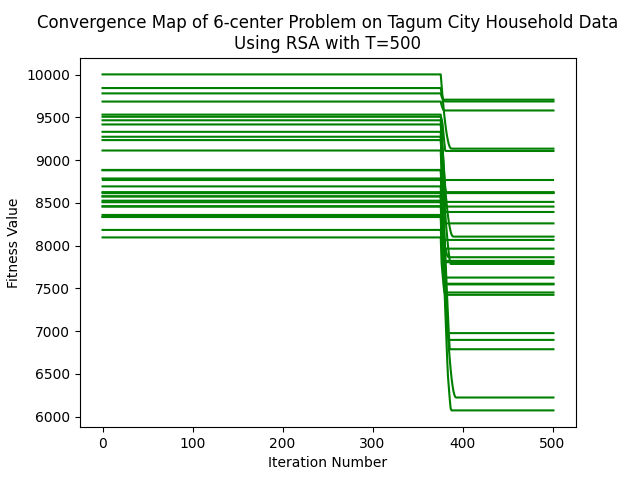 Convergence Map of 6-center Problem on Tagum City Household Data
Using RSA with T=500
10000
9500
9000
8500
8000
7500
7000
6500
6000
Fitness Value
0 100 200 300 400 500
Iteration Number